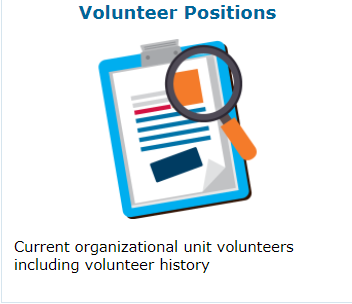 Volunteer Positions
Current organizational unit volunteers
including volunteer history